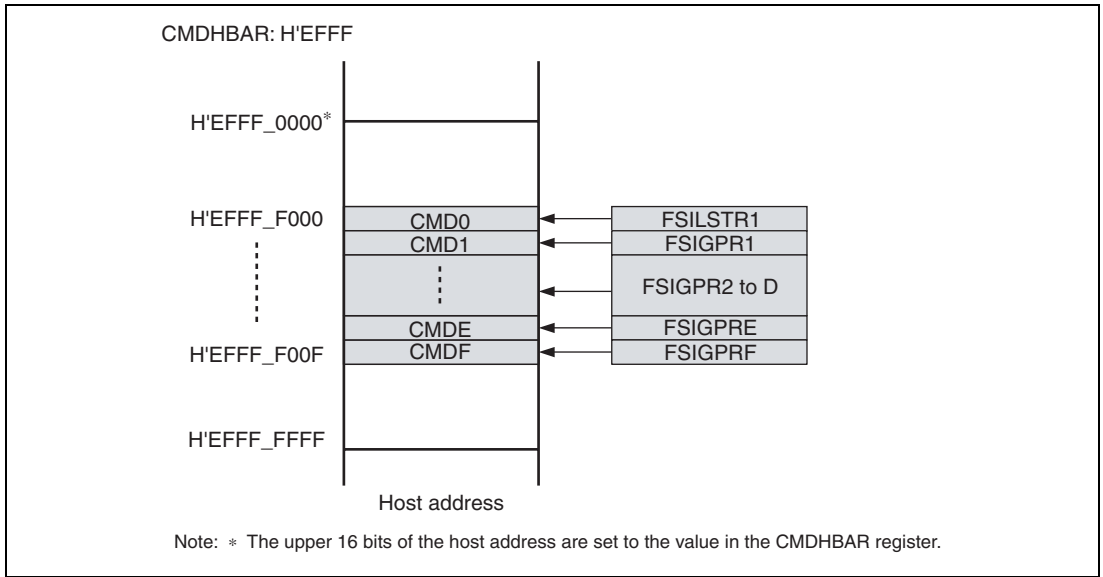 CMDHBAR: H'EFFF
H'EFFF_0000*
H'EFFF_F000
CMD0
FSILSTR1
CMD1
FSIGPR1
FSIGPR2 to D
CMDE
FSIGPRE
H'EFFF_F00F
CMDF
FSIGPRF
H'EFFF_FFFF
Host address
Note: * The upper 16 bits of the host address are set to the value in the CMDHBAR register.